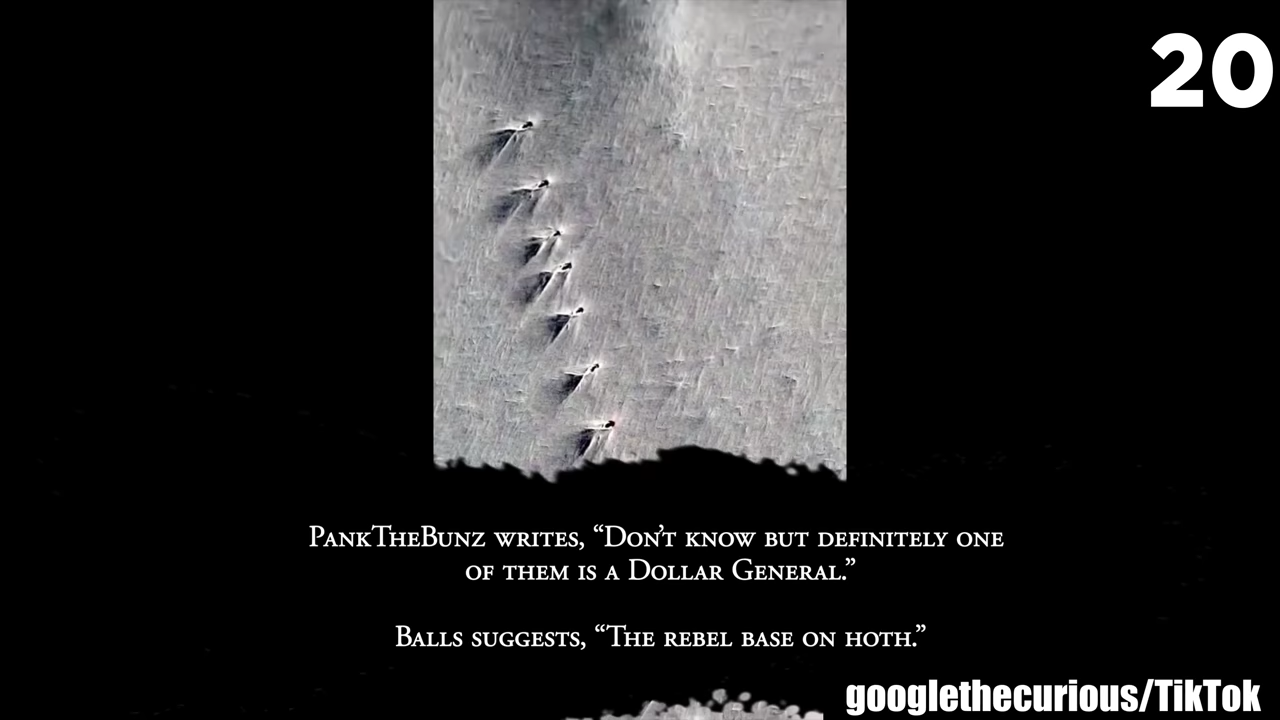 20
PankTheBunz writes, “Don’t know but definitely one
of them is a Dollar General.”
Balls suggests, “The rebel base on hoth.”
googlethecurious/TikTok